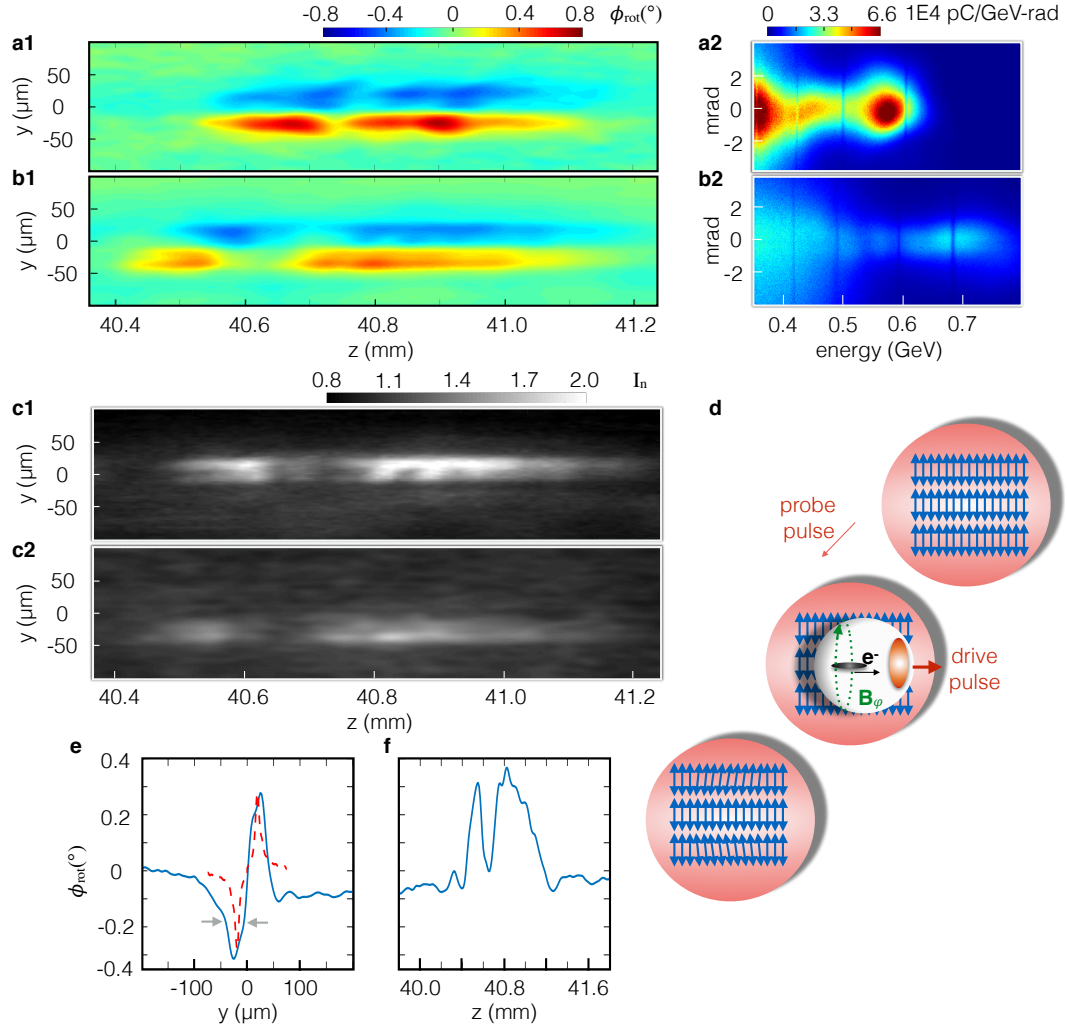 -0.8 -0.4 0 0.4 0.8 ϕrot(°)
a1
y (µm)
50
0
-50
b1
y (µm)
50
0
-50
40.4 40.6 40.8 41.0 41.2
z (mm)
0 3.3 6.6 1E4 pC/GeV-rad
a2
mrad
2
0
-2
b2
mrad
2
0
-2
0.4 0.5 0.6 0.7
energy (GeV)
0.8 1.1 1.4 1.7 2.0 In
c1
y (µm)
50
0
-50
c2
y (µm)
50
0
-50
40.4 40.6 40.8 41.0 41.2
z (mm)
d
probe
pulse
e-
Bφ
drive
pulse
e
ϕrot(°)
0.4
0.2
0
-0.2
-0.4
-100 0 100
y (µm)
f
40.0 40.8 41.6
z (mm)